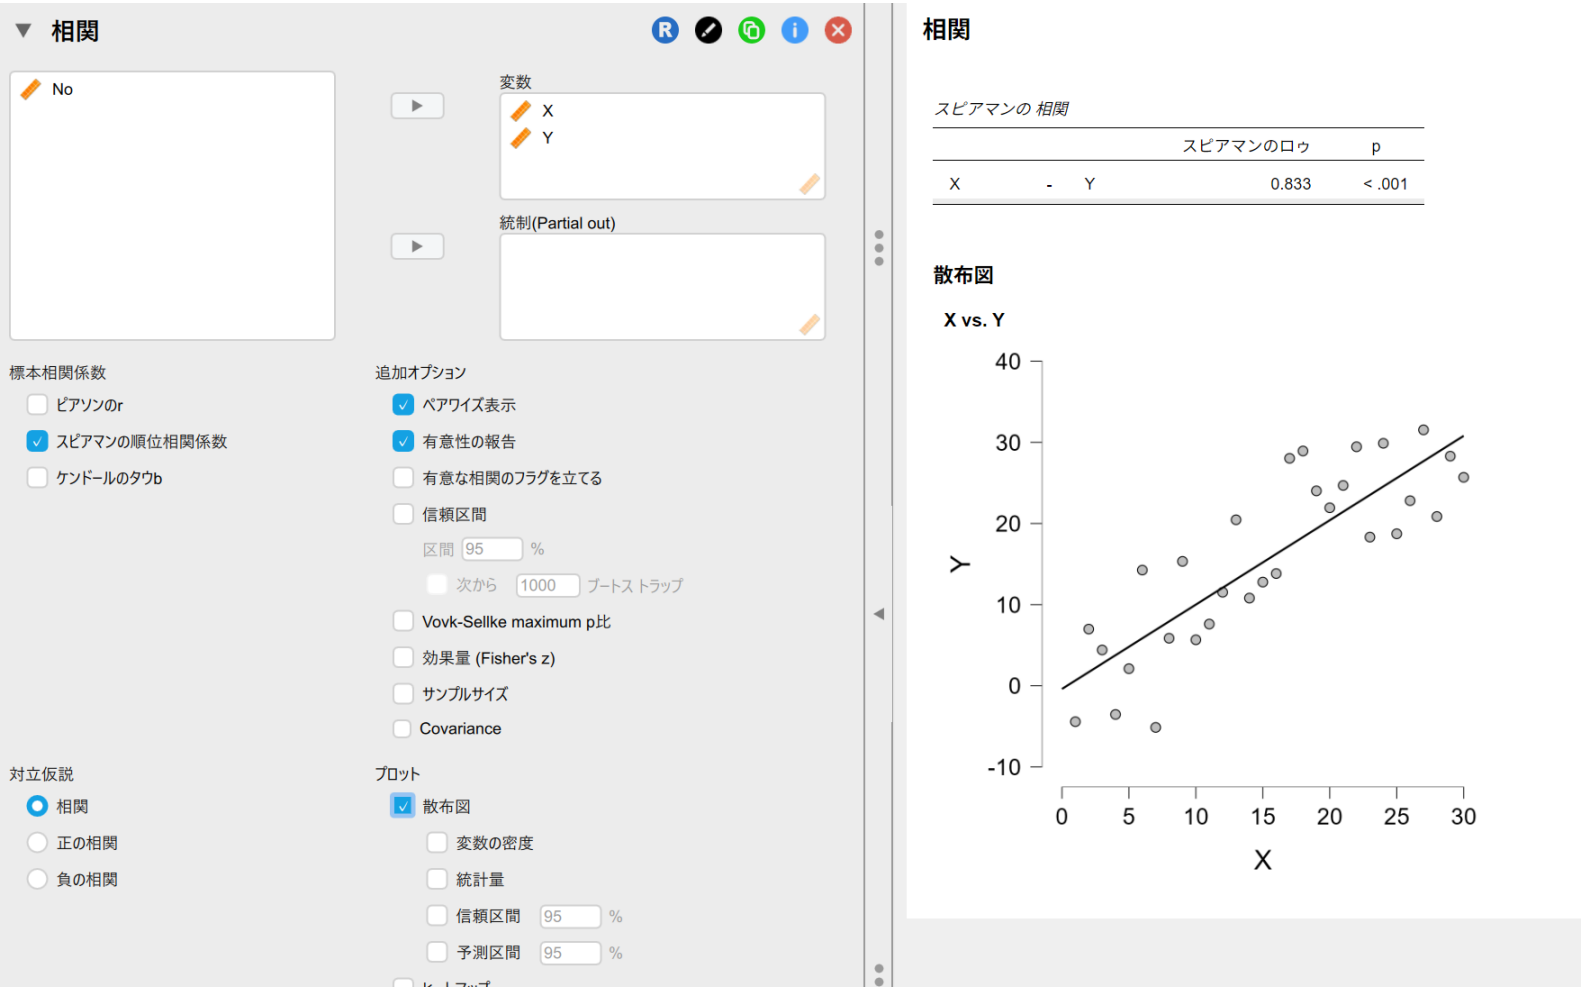 相関
No
変数
X
Y
統制(Partial out)
標本相関係数
ピアソンのr
スピアマンの順位相関係数
ケンドールのタウb
追加オプション
ペアワイズ表示
有意性の報告
有意な相関のフラグを立てる
信頼区間
区間 95 %
次から 1000 ブートストラップ
Vovk-Sellke maximum p比
効果量 (Fisher's z)
サンプルサイズ
Covariance
対立仮説
相関
正の相関
負の相関
プロット
散布図
変数の密度
統計量
信頼区間 95 %
予測区間 95 %
ヒートマップ
相関
スピアマンの 相関
スピアマンのロゥ p
X - Y 0.833 < .001
散布図
X vs. Y
40
30
20
10
0
-10
Y
0 5 10 15 20 25 30
X